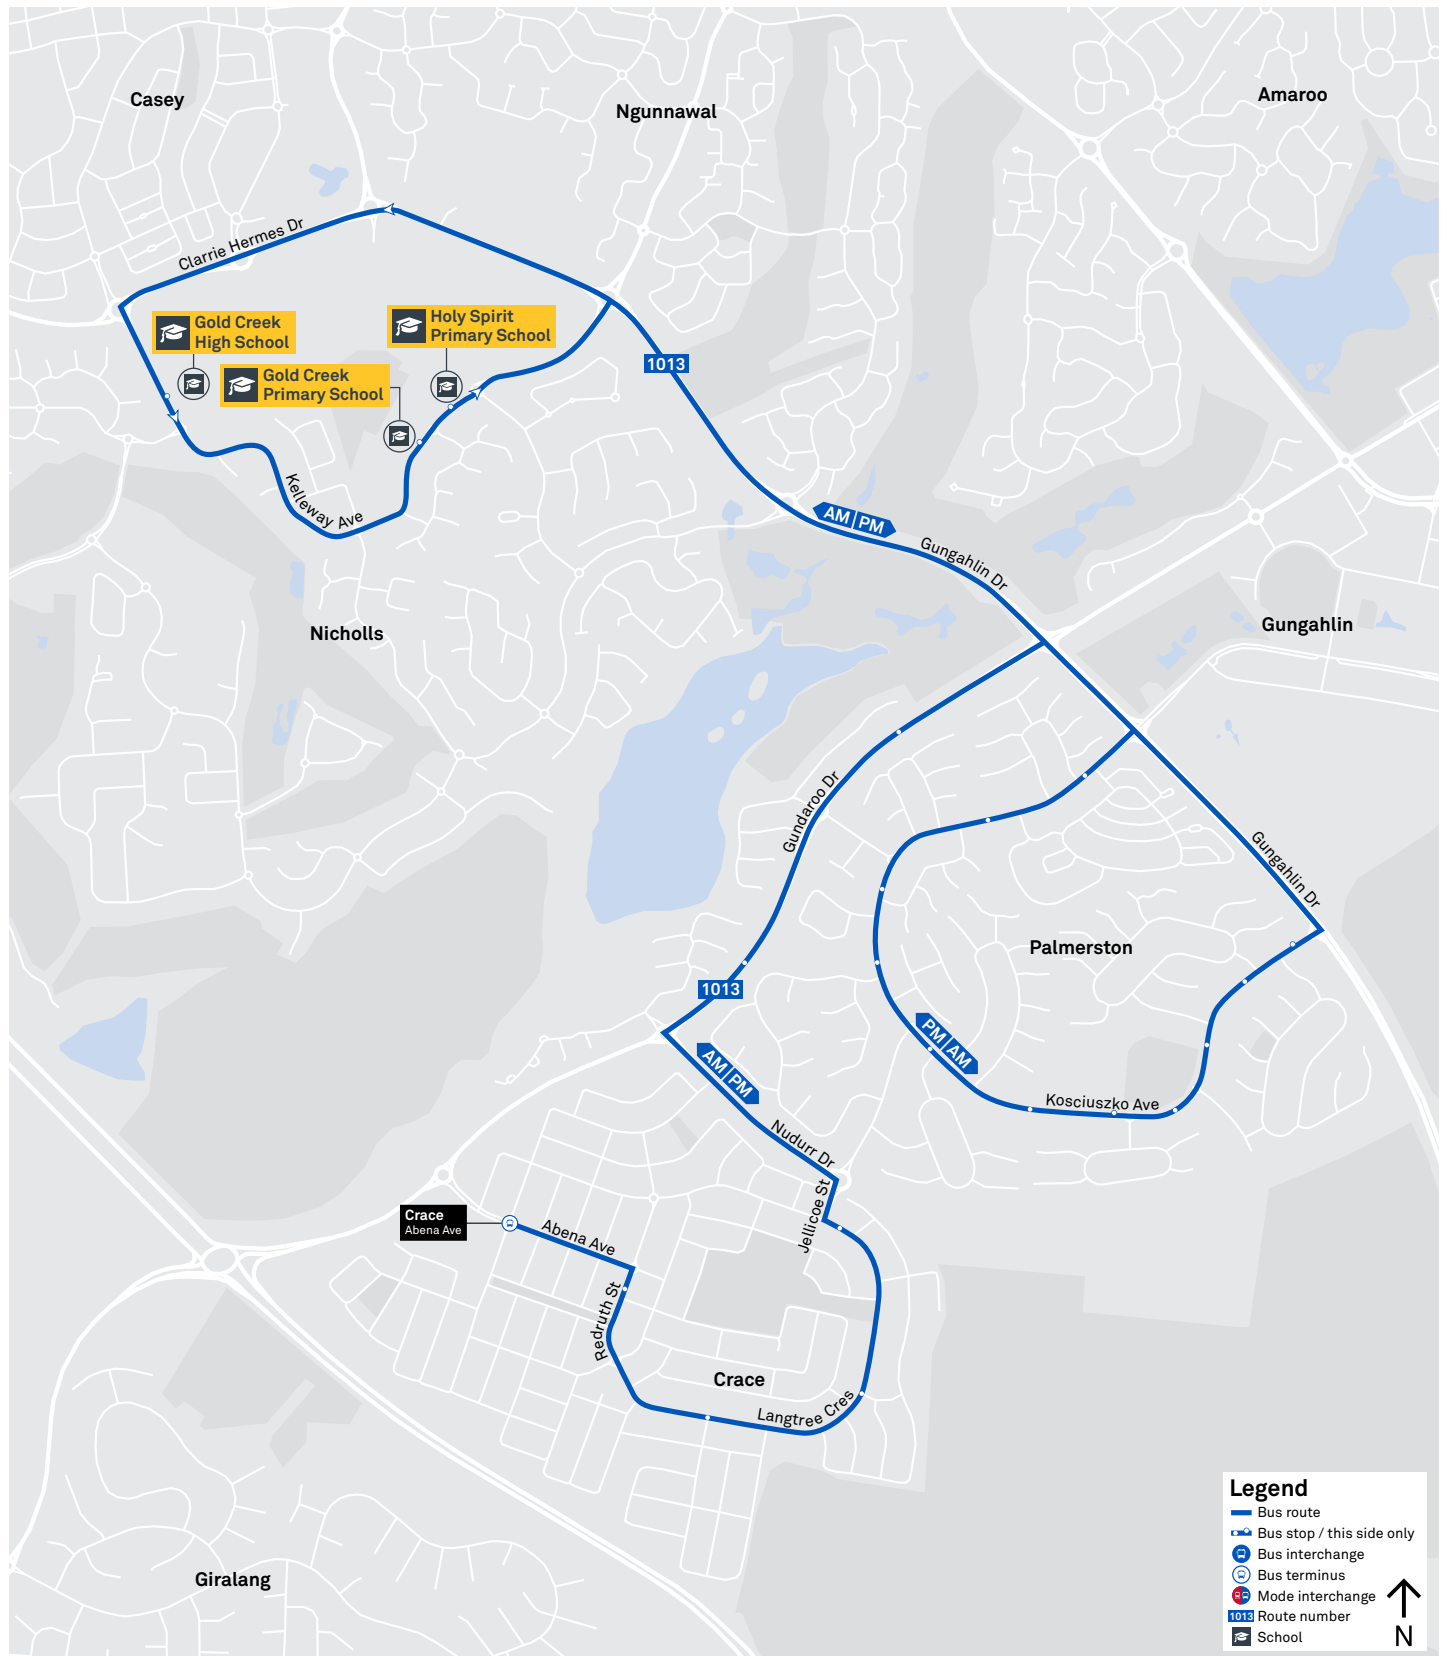 Casey
Ngunnawal
Amaroo
Clarrie Hermes Dr
Gold Creek
High School
Holy Spirit
Primary School
Gold Creek
Primary School
1013
Kelleway Ave
AM PM
Gungahlin Dr
Nicholls
Gungahlin
Gundaroo Dr
Gungahlin Dr
Palmerston
1013
PM AM
AM PM
Kosciuszko Ave
Nudurr Dr
Jellicoe St
Crace
Abena Ave
Abena Ave
Redruth St
Crace
Langtree Cres
Giralang
Legend
Bus route
Bus stop / this side only
Bus interchange
Bus terminus
Mode interchange
1013 Route number
School
N